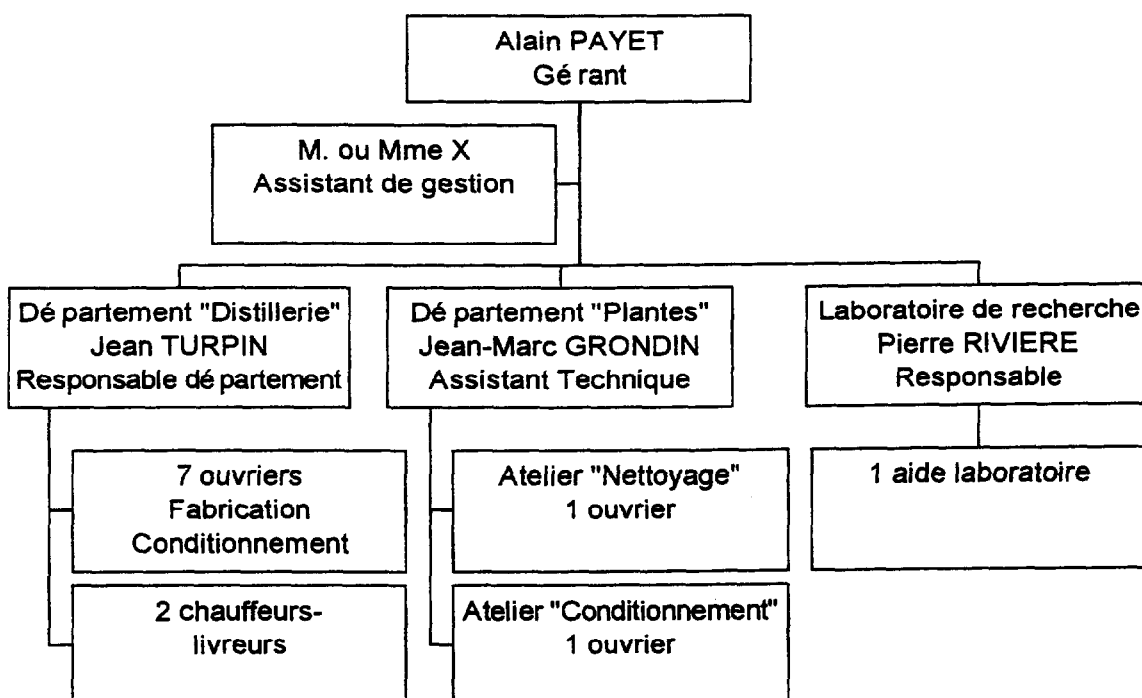 Alain PAYET
Gé rant
M. ou Mme X
Assistant de gestion
Dé partement "Distillerie"
Jean TURPIN
Responsable dé partement
Dé partement "Plantes"
Jean-Marc GRONDIN
Assistant Technique
Laboratoire de recherche
Pierre RIVIERE
Responsable
7 ouvriers
Fabrication
Conditionnement
Atelier "Nettoyage"
1 ouvrier
1 aide laboratoire
2 chauffeurs-
livreurs
Atelier "Conditionnement"
1 ouvrier